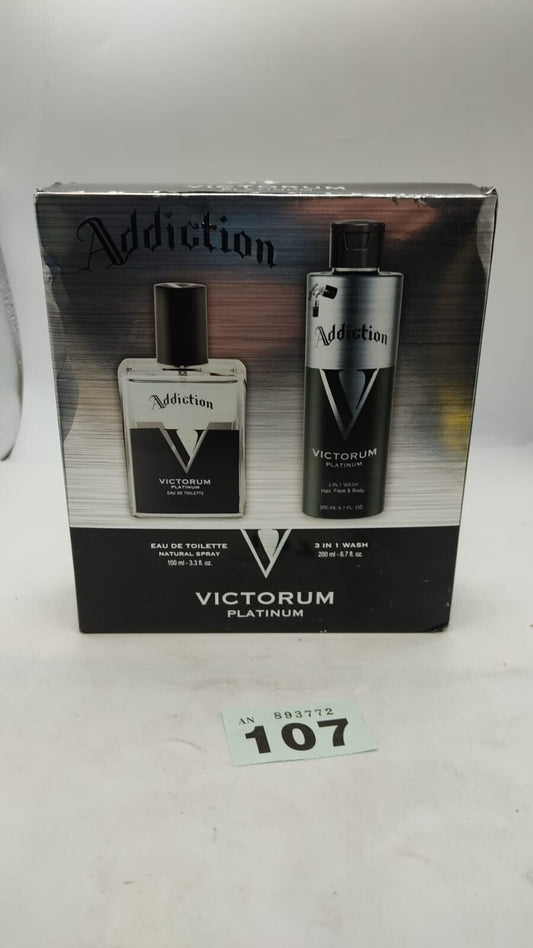 VICTORUM
Addiction
Addiction
VICTORUM
PLATINUM
EAU DE TOILETTE
Addiction
VICTORUM
PLATINUM
3 IN 1 WASH
Hair, Face & Body
200 ml, 6.7 FL. OZ.
EAU DE TOILETTE
NATURAL SPRAY
100 ml - 3.3 fl. oz.
3 IN 1 WASH
200 ml - 6.7 fl. oz.
VICTORUM
PLATINUM
AN 893772
107